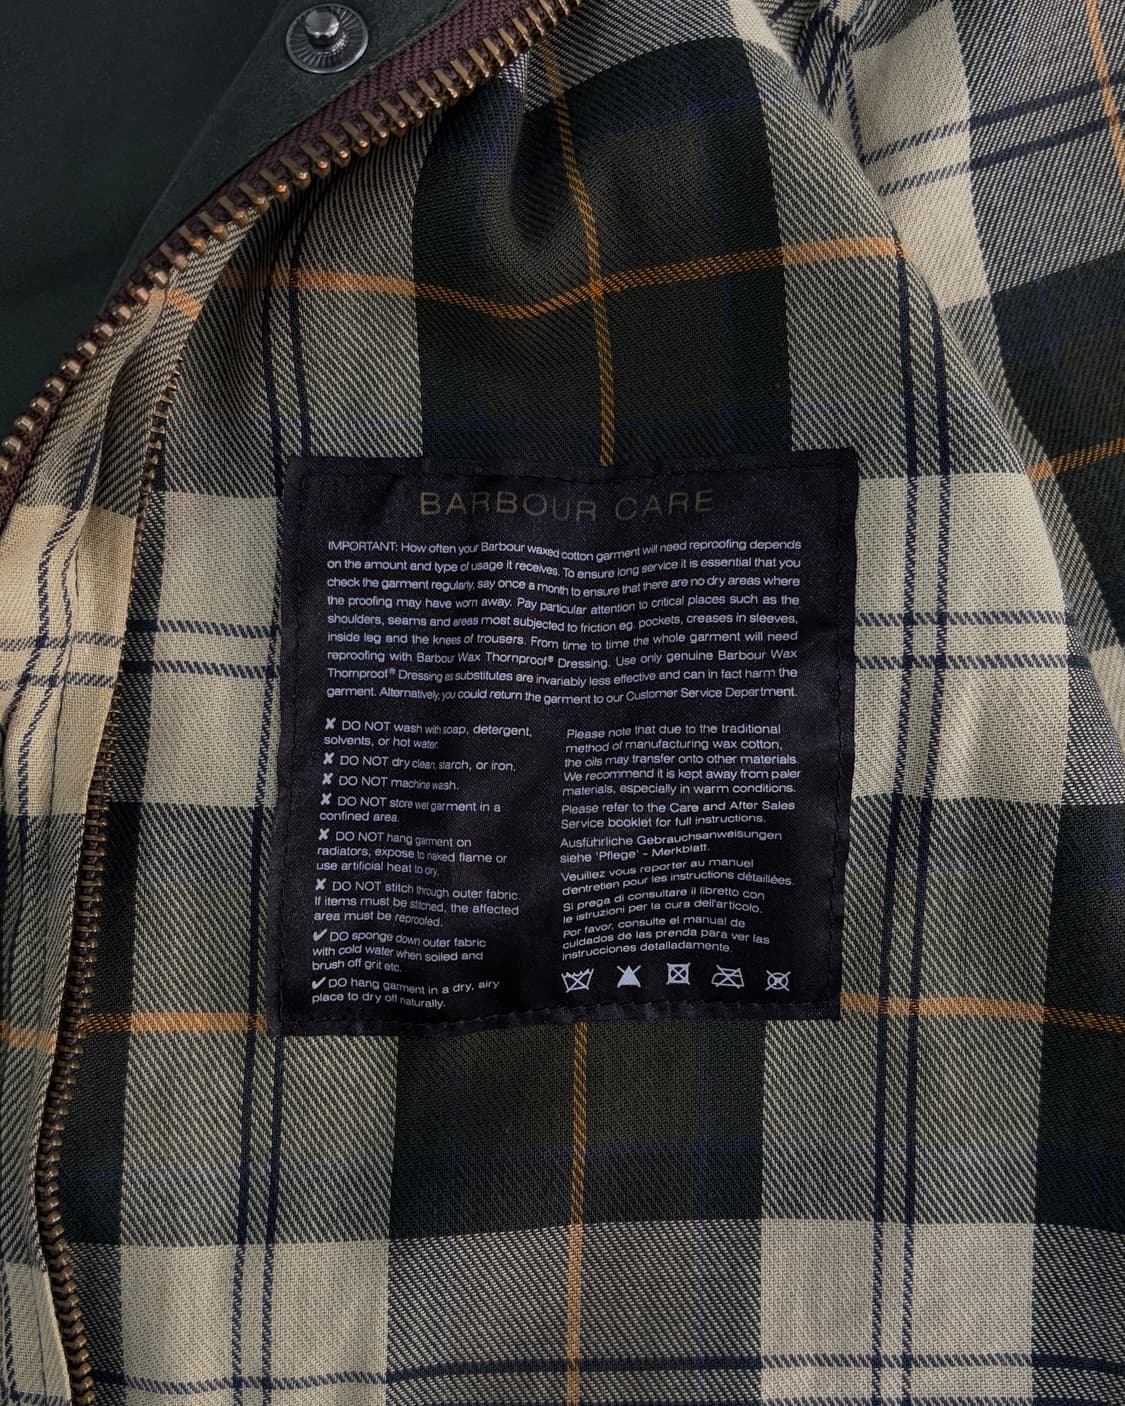 BARBOUR CARE
IMPORTANT: How often your Barbour waxed cotton garment will need reproofing depends
on the amount and type of usage it receives. To ensure long service it is essential that you
check the garment regularly, say once a month to ensure that there are no dry areas where
the proofing may have worn away. Pay particular attention to critical places such as the
shoulders, seams and areas most subjected to friction eg. pockets, creases in sleeves,
inside leg and the knees of trousers. From time to time the whole garment will need
reproofing with Barbour Wax Thornproof® Dressing. Use only genuine Barbour Wax
Thornproof® Dressing as substitutes are invariably less effective and can in fact harm the
garment. Alternatively, you could return the garment to our Customer Service Department.
✘ DO NOT wash with soap, detergent,
solvents, or hot water.
✘ DO NOT dry clean, starch, or iron.
✘ DO NOT machine wash.
✘ DO NOT store wet garment in a
confined area.
✘ DO NOT hang garment on
radiators, expose to naked flame or
use artificial heat to dry.
✘ DO NOT stitch through outer fabric.
If items must be stitched, the affected
area must be reproofed.
✔ DO sponge down outer fabric
with cold water when soiled and
brush off grit etc.
✔ DO hang garment in a dry, airy
place to dry off naturally.
Please note that due to the traditional
method of manufacturing wax cotton,
the oils may transfer onto other materials.
We recommend it is kept away from paler
materials, especially in warm conditions.
Please refer to the Care and After Sales
Service booklet for full instructions.
Ausführliche Gebrauchsanweisungen
siehe 'Pflege' - Merkblatt.
Veuillez vous reporter au manuel
d'entretien pour les instructions détaillées.
Si prega di consultare il libretto con
le istruzioni per la cura dell'articolo.
Por favor, consulte el manual de
cuidados de las prenda para ver las
instrucciones detalladamente.